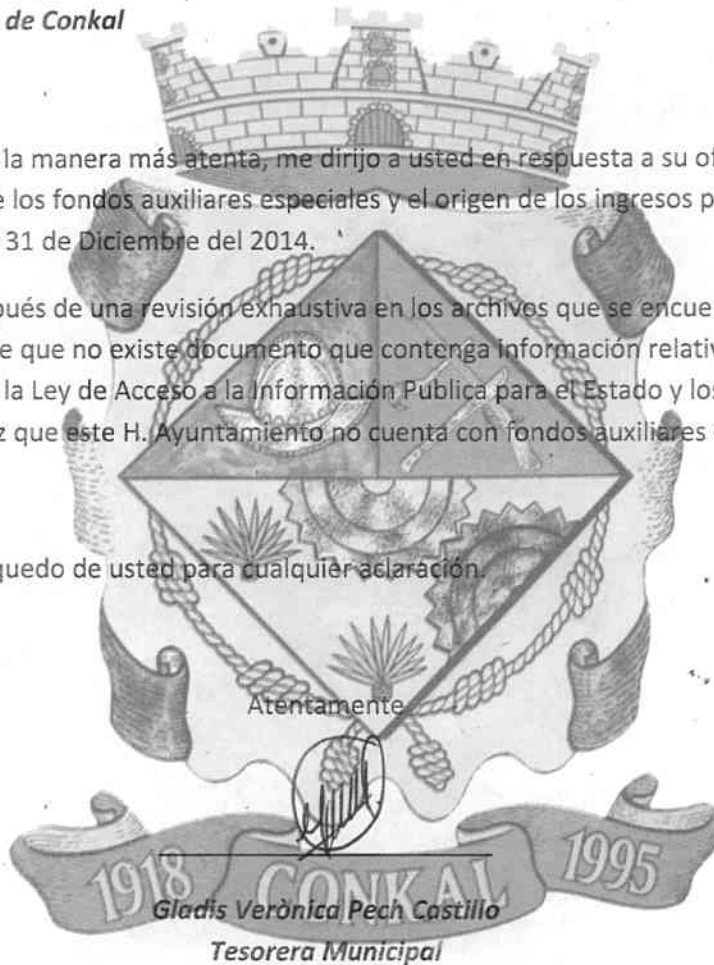 de Conkal
la manera más atenta, me dirijo a usted en respuesta a su of
e los fondos auxiliares especiales y el origen de los ingresos p
31 de Diciembre del 2014.
pués de una revisión exhaustiva en los archivos que se encue
e que no existe documento que contenga información relativ
la Ley de Acceso a la Información Publica para el Estado y los
z que este H. Ayuntamiento no cuenta con fondos auxiliares
quedo de usted para cualquier aclaración.
Atentamente
1918 CONKAL 1995
Gladis Verònica Pech Castillo
Tesorera Municipal